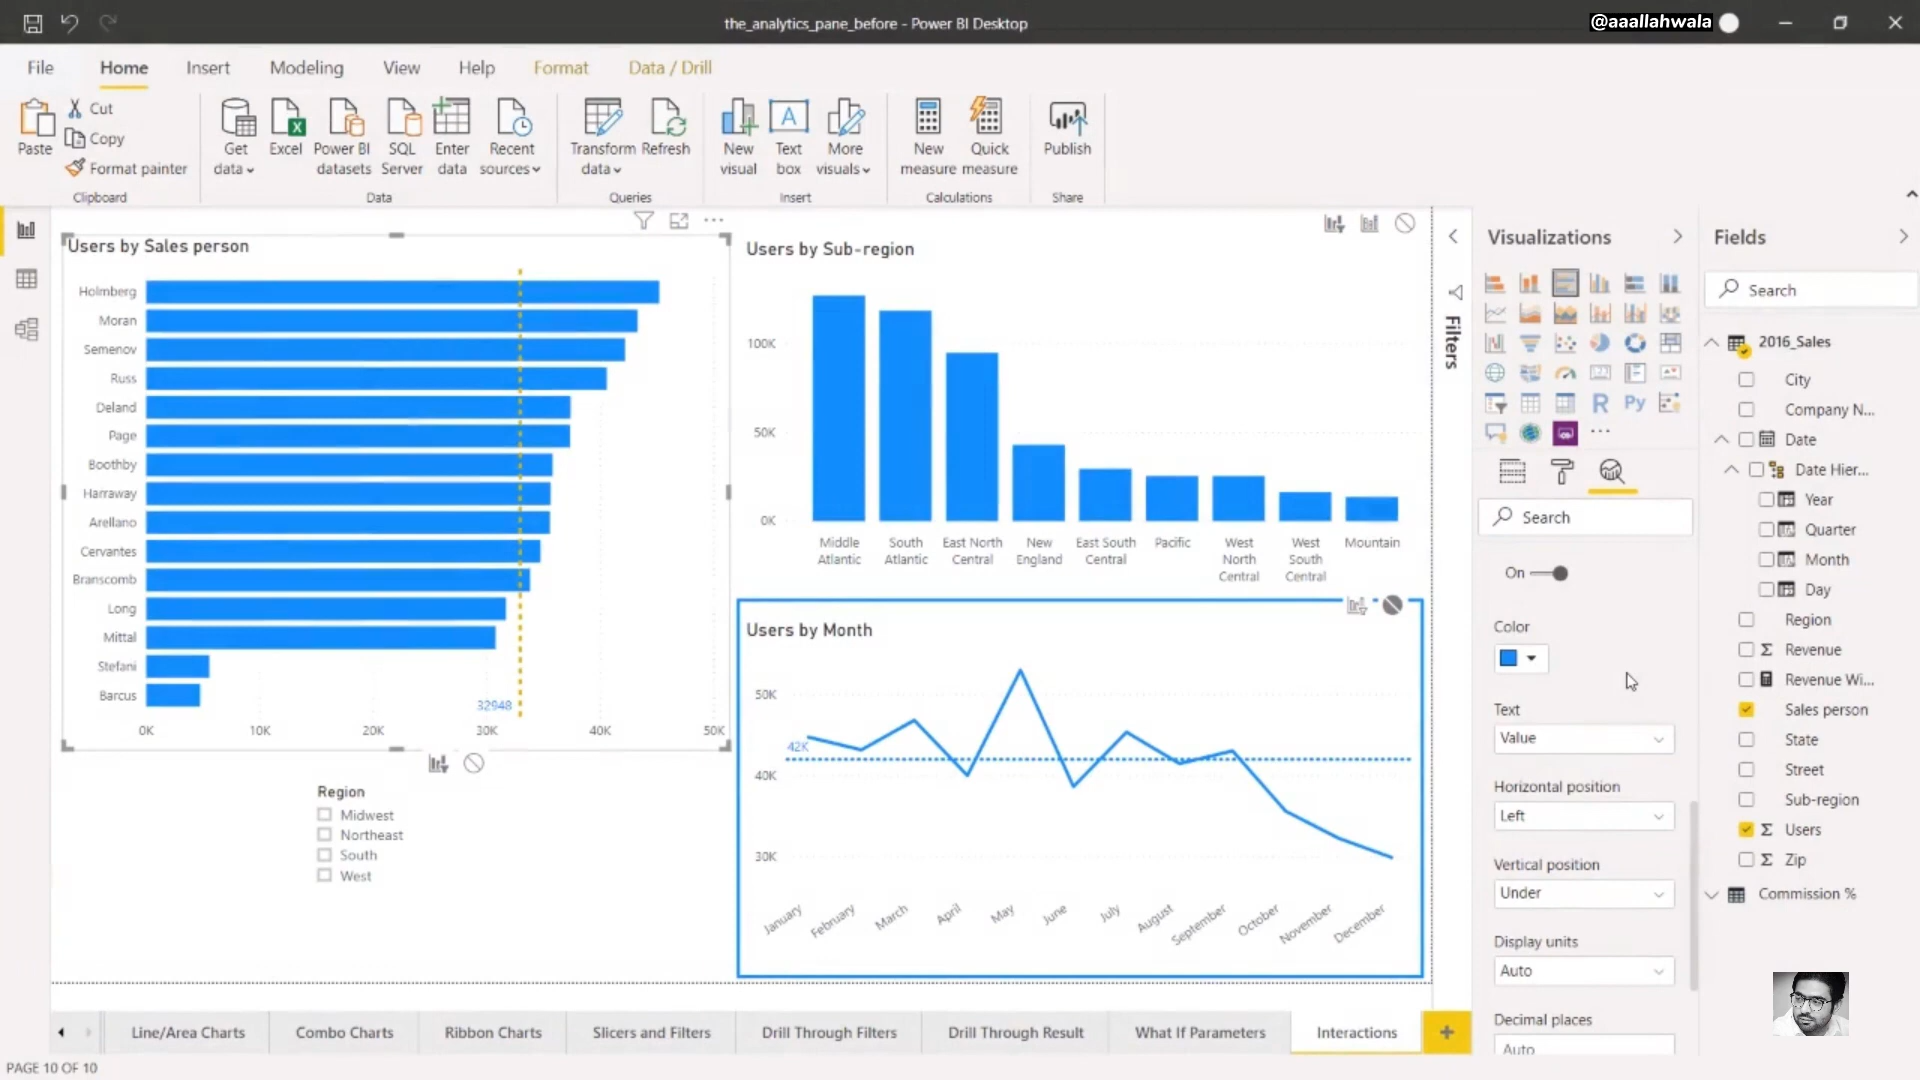 the_analytics_pane_before - Power BI Desktop
@aaallahwala
File
Home
Insert
Modeling
View
Help
Format
Data / Drill
Paste
Cut
Copy
Format painter
Clipboard
Get data
Excel
Power BI datasets
SQL Server
Enter data
Recent sources
Data
Transform data
Refresh
Queries
New visual
A
Text box
More visuals
Insert
New measure
Quick measure
Calculations
Publish
Share
Users by Sales person
Holmberg
Moran
Semenov
Russ
Deland
Page
Boothby
Harraway
Arellano
Cervantes
Branscomb
Long
Mittal
Stefani
Barcus
32948
0K 10K 20K 30K 40K 50K
Region
Midwest
Northeast
South
West
Users by Sub-region
100K
50K
0K
Middle Atlantic
South Atlantic
East North Central
New England
East South Central
Pacific
West North Central
West South Central
Mountain
Users by Month
50K
42K
40K
30K
January February March April May June July August September October November December
Filters
Visualizations
R
Py
Search
On
Color
Text
Value
Horizontal position
Left
Vertical position
Under
Display units
Auto
Decimal places
Auto
Fields
Search
2016_Sales
City
Company N...
Date
Date Hier...
Year
Quarter
Month
Day
Region
Revenue
Revenue Wi...
Sales person
State
Street
Sub-region
Users
Zip
Commission %
Line/Area Charts
Combo Charts
Ribbon Charts
Slicers and Filters
Drill Through Filters
Drill Through Result
What If Parameters
Interactions
PAGE 10 OF 10